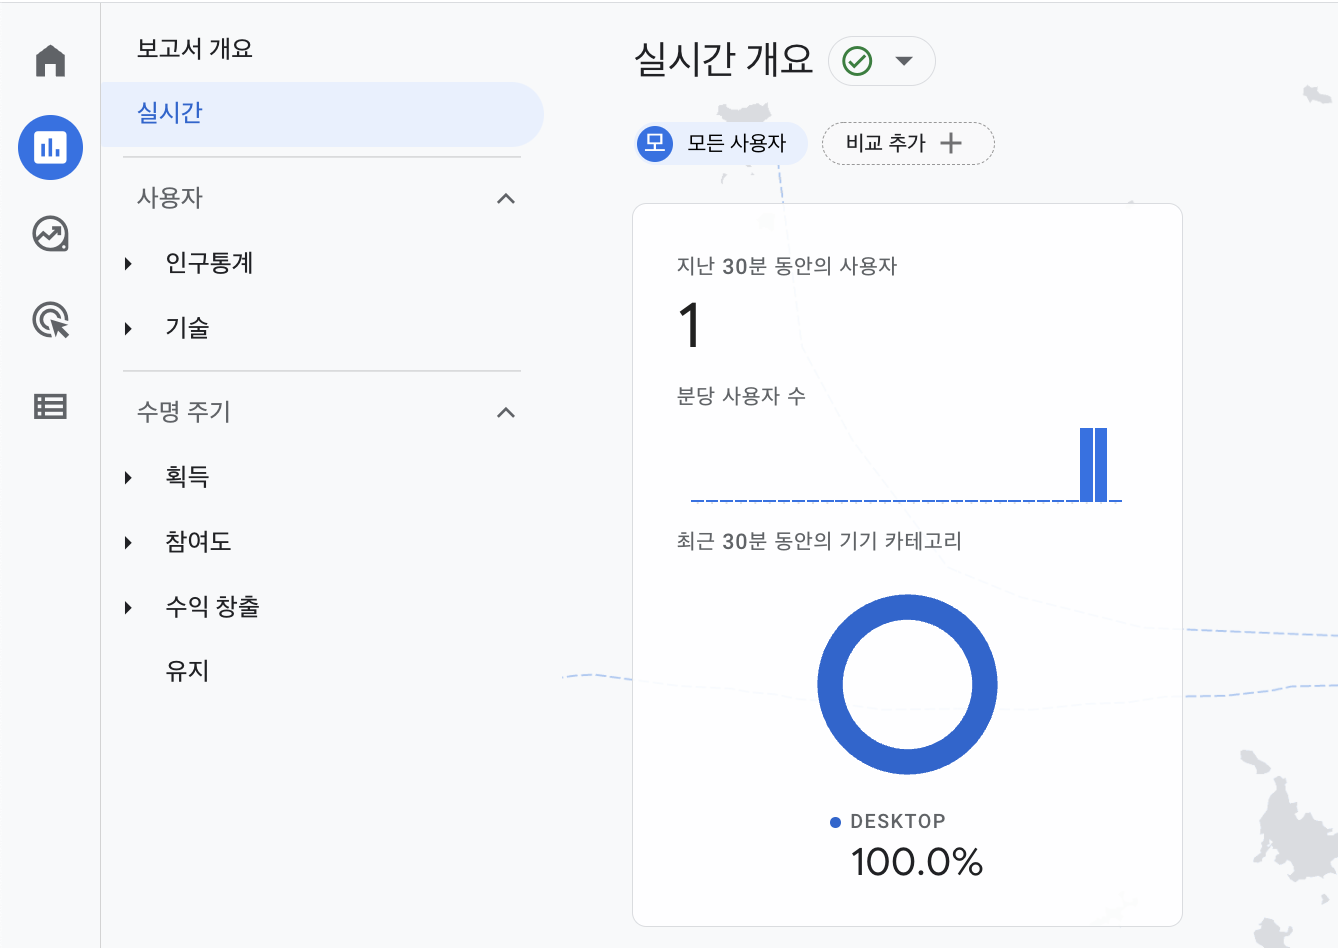 보고서 개요
실시간
사용자
인구통계
기술
수명 주기
획득
참여도
수익 창출
유지
실시간 개요
모 모든 사용자
비교 추가
지난 30분 동안의 사용자
1
분당 사용자 수
최근 30분 동안의 기기 카테고리
DESKTOP
100.0%